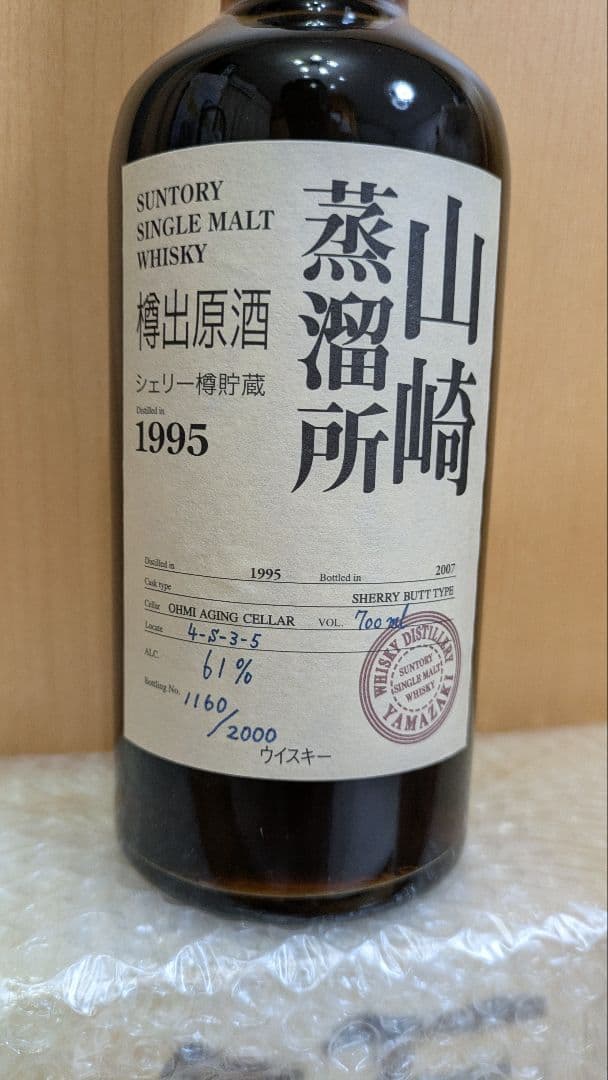 SUNTORY
SINGLE MALT
WHISKY
樽出原酒
シェリー樽貯蔵
Distilled in
1995
山崎
蒸溜所
Distilled in 1995 Bottled in 2007
Cask type SHERRY BUTT TYPE
Cellar OHMI AGING CELLAR VOL. 700ml
Locate 4-S-3-5
ALC. 61%
Bottling No. 1160/2000
WHISKY DISTILLERY
SUNTORY
SINGLE MALT
WHISKY
YAMAZAKI
ウイスキー